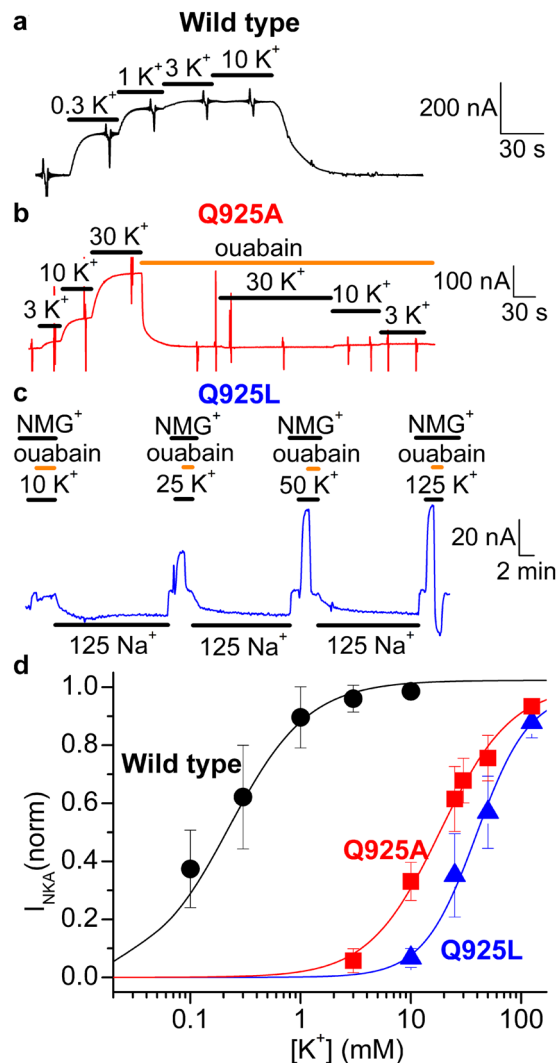 a
Wild type
0.3 K+ 1 K+ 3 K+ 10 K+
200 nA
30 s
b
Q925A
ouabain
3 K+ 10 K+ 30 K+ 30 K+ 10 K+ 3 K+
100 nA
30 s
c
Q925L
NMG+ NMG+ NMG+ NMG+
ouabain ouabain ouabain ouabain
10 K+ 25 K+ 50 K+ 125 K+
20 nA
2 min
125 Na+ 125 Na+ 125 Na+
d
1.0
0.8
0.6
0.4
0.2
0.0
INKA(norm)
Wild type
Q925A
Q925L
0.1 1 10 100
[K+] (mM)